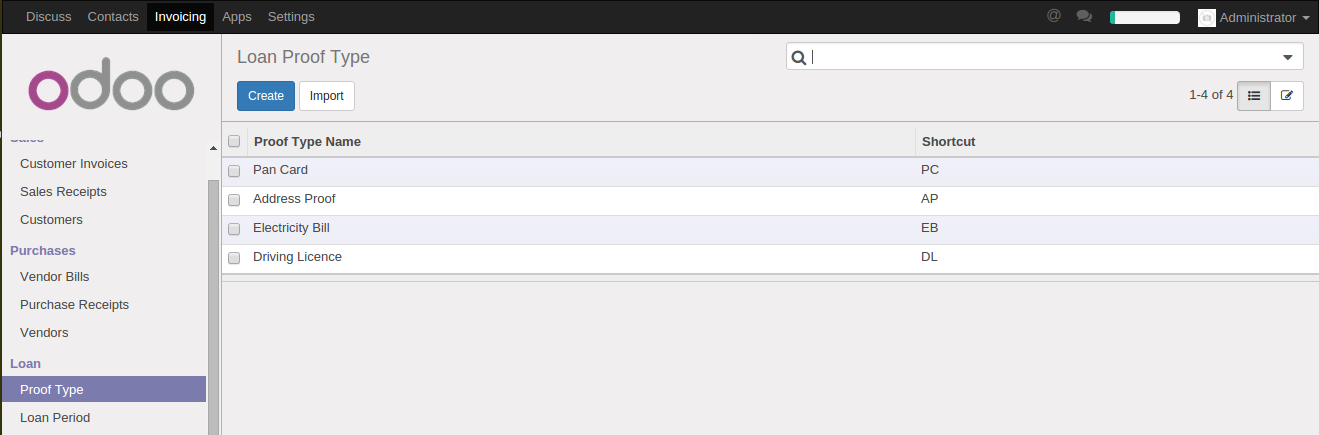 Discuss Contacts Invoicing Apps Settings @ Administrator
odoo
Loan Proof Type
Create Import 1-4 of 4
Sales
Customer Invoices
Sales Receipts
Customers
Purchases
Vendor Bills
Purchase Receipts
Vendors
Loan
Proof Type
Loan Period
Proof Type Name Shortcut
Pan Card PC
Address Proof AP
Electricity Bill EB
Driving Licence DL